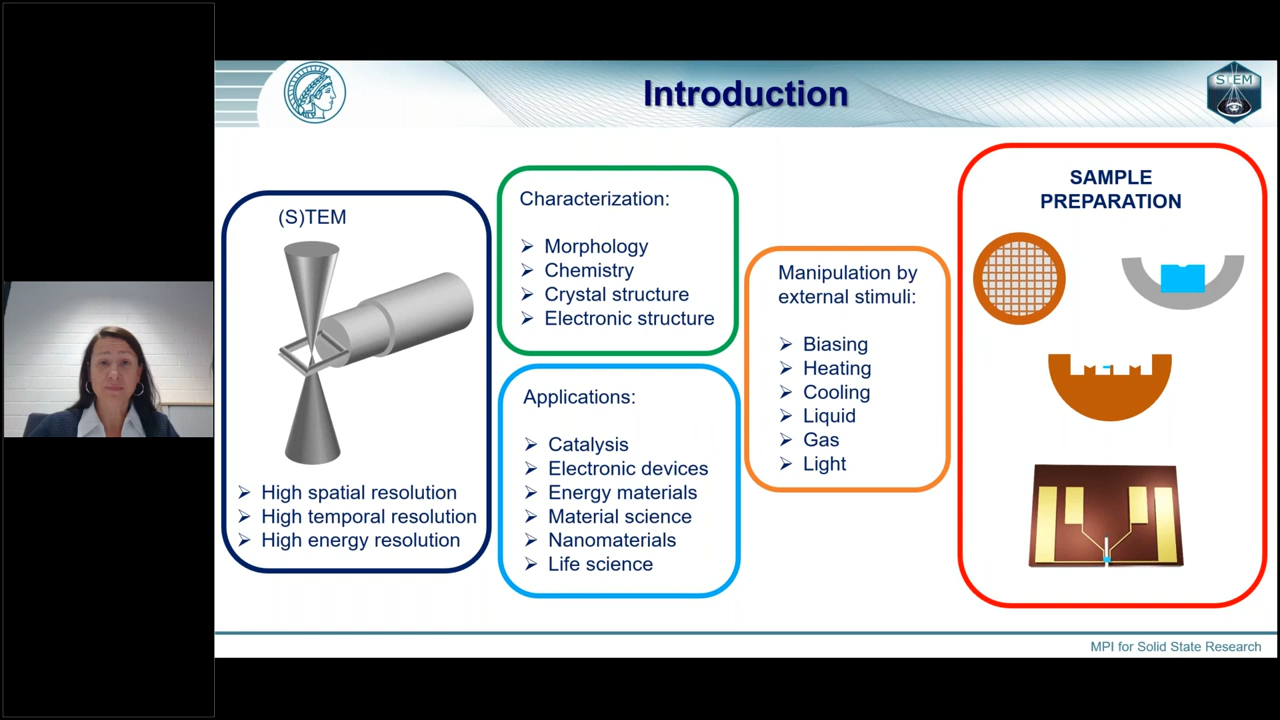 Introduction
STEM
(S)TEM
High spatial resolution
High temporal resolution
High energy resolution
Characterization:
Morphology
Chemistry
Crystal structure
Electronic structure
Applications:
Catalysis
Electronic devices
Energy materials
Material science
Nanomaterials
Life science
Manipulation by
external stimuli:
Biasing
Heating
Cooling
Liquid
Gas
Light
SAMPLE
PREPARATION
MPI for Solid State Research